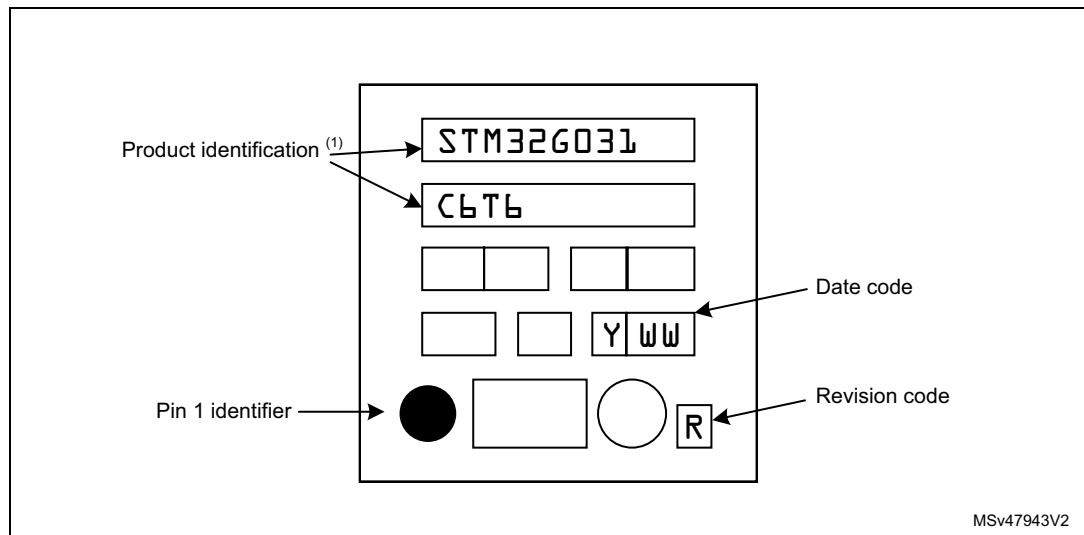 STM32G031
Product identification (1)
C6T6
Date code
Y WW
Pin 1 identifier
Revision code
R
MSv47943V2